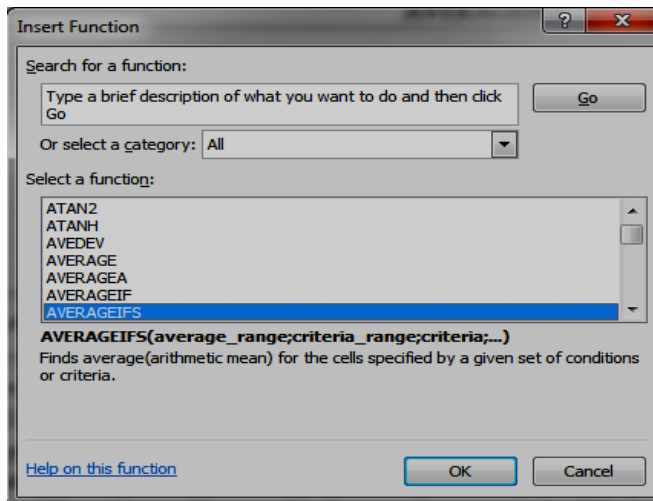 Insert Function
Search for a function:
Type a brief description of what you want to do and then click
Go
Go
Or select a category: All
Select a function:
ATAN2
ATANH
AVEDEV
AVERAGE
AVERAGEA
AVERAGEIF
AVERAGEIFS
AVERAGEIFS(average_range;criteria_range;criteria;...)
Finds average(arithmetic mean) for the cells specified by a given set of conditions
or criteria.
Help on this function
OK
Cancel